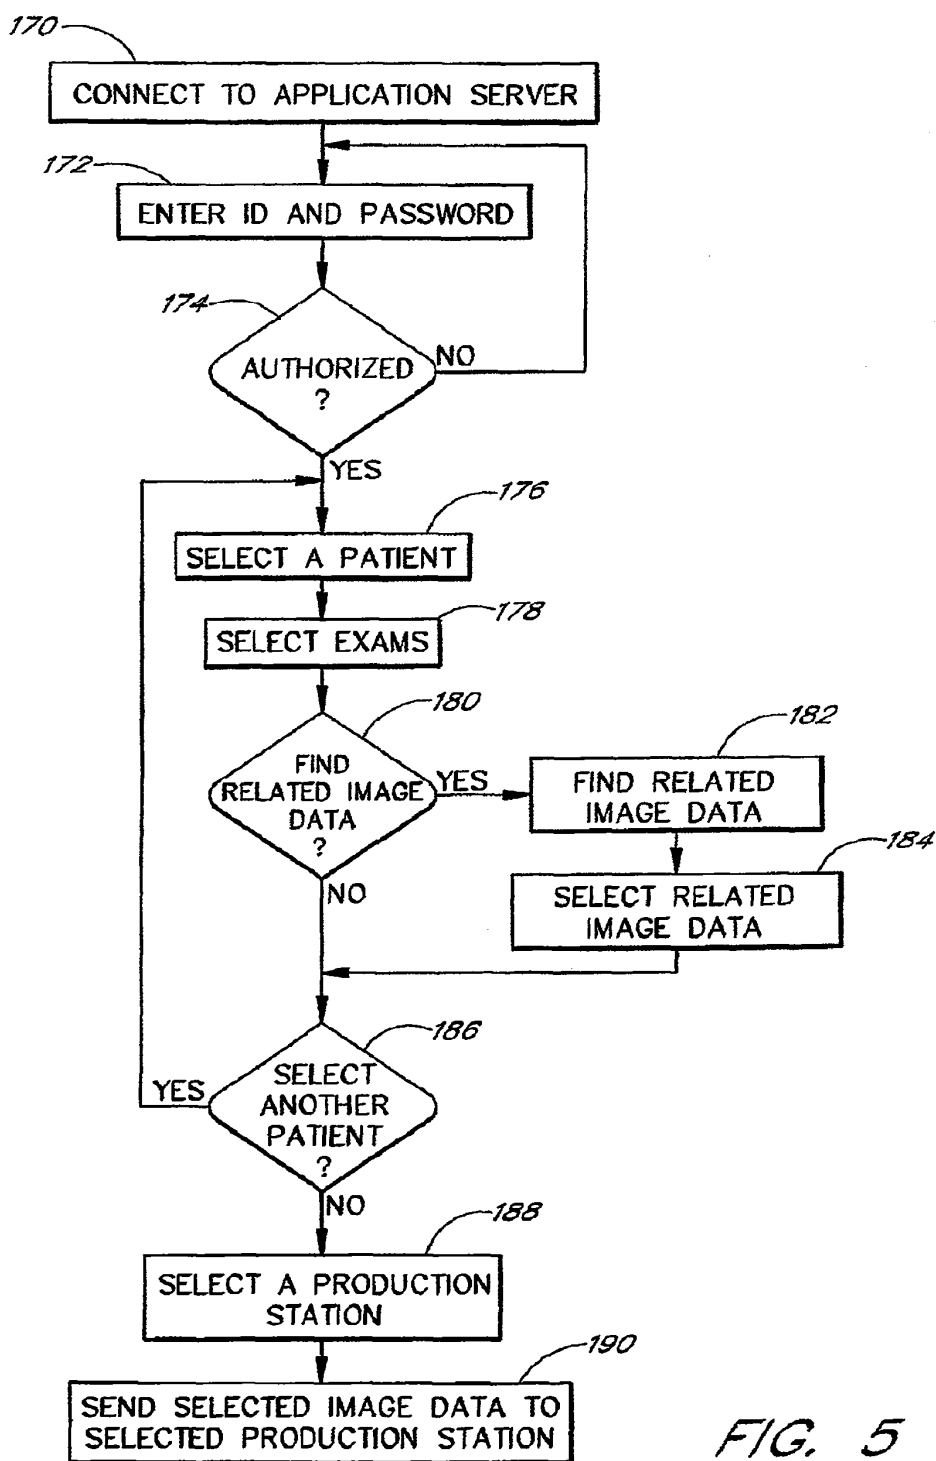 170
CONNECT TO APPLICATION SERVER
172
ENTER ID AND PASSWORD
174
AUTHORIZED
?
NO
YES
176
SELECT A PATIENT
178
SELECT EXAMS
180
FIND
RELATED IMAGE
DATA
?
YES
182
FIND RELATED
IMAGE DATA
184
SELECT RELATED
IMAGE DATA
NO
186
SELECT
ANOTHER
PATIENT
?
YES
NO
188
SELECT A PRODUCTION
STATION
190
SEND SELECTED IMAGE DATA TO
SELECTED PRODUCTION STATION
FIG. 5